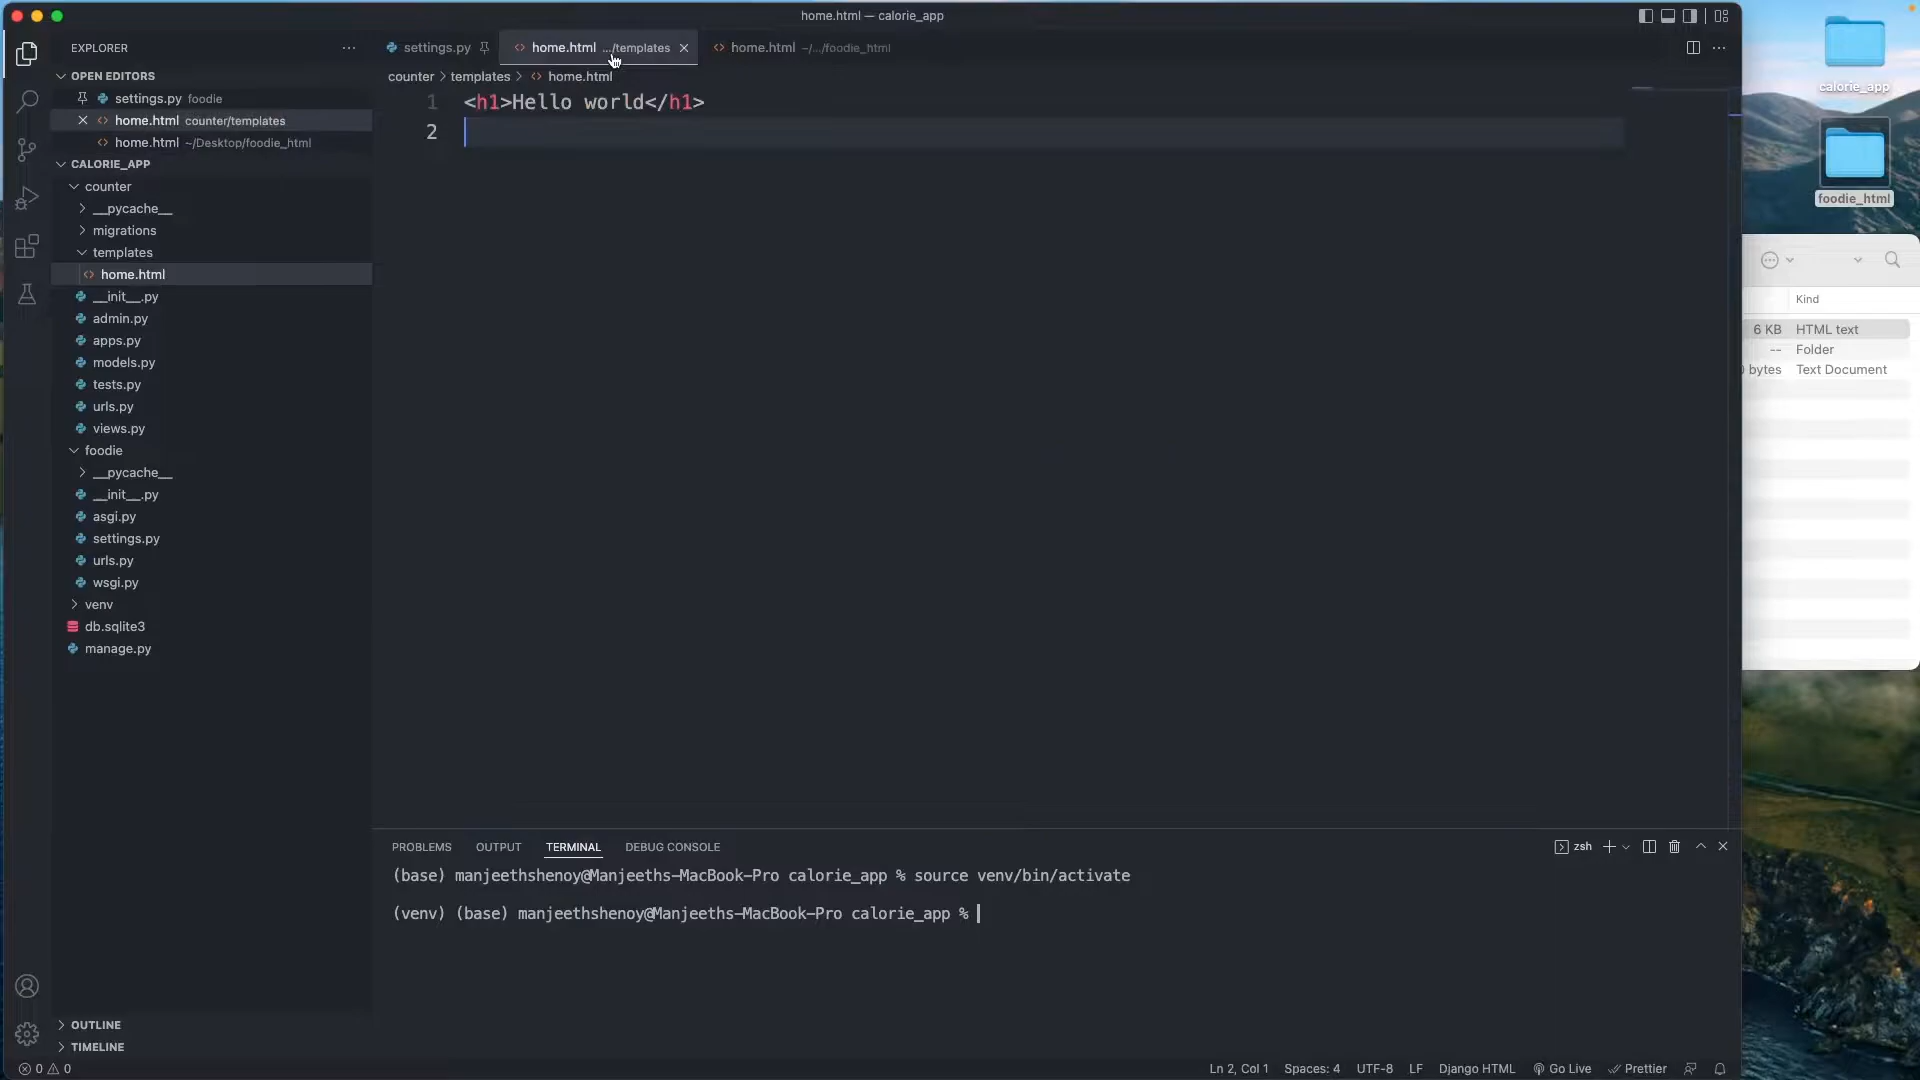 home.html — calorie_app
EXPLORER
OPEN EDITORS
settings.py foodie
home.html counter/templates
home.html ~/Desktop/foodie_html
CALORIE_APP
counter
__pycache__
migrations
templates
home.html
__init__.py
admin.py
apps.py
models.py
tests.py
urls.py
views.py
foodie
__pycache__
__init__.py
asgi.py
settings.py
urls.py
wsgi.py
venv
db.sqlite3
manage.py
OUTLINE
TIMELINE
settings.py
home.html .../templates
home.html ~/.../foodie_html
counter > templates > home.html
1 <h1>Hello world</h1>
2
PROBLEMS OUTPUT TERMINAL DEBUG CONSOLE
zsh
(base) manjeethshenoy@Manjeeths-MacBook-Pro calorie_app % source venv/bin/activate
(venv) (base) manjeethshenoy@Manjeeths-MacBook-Pro calorie_app %
0 0
Ln 2, Col 1 Spaces: 4 UTF-8 LF Django HTML Go Live Prettier
calorie_app
foodie_html
Kind
6 KB HTML text
-- Folder
bytes Text Document